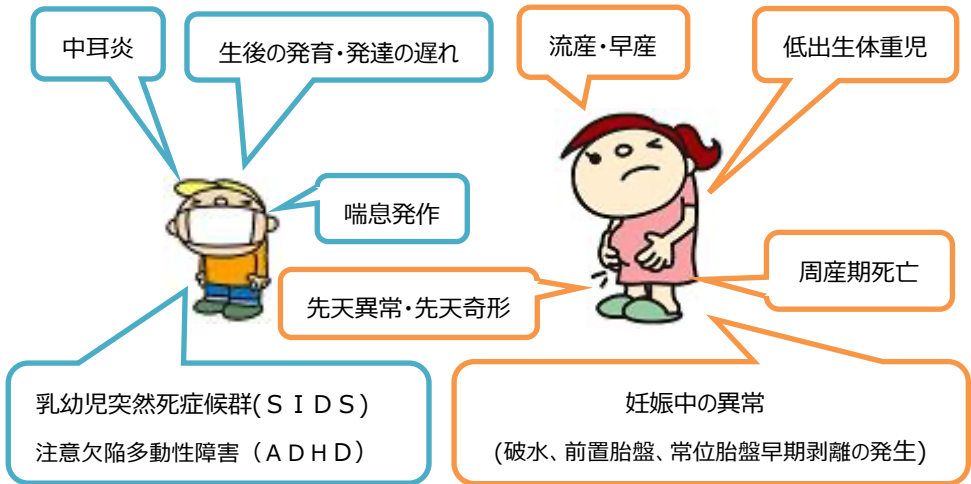 中耳炎
生後の発育・発達の遅れ
流産・早産
低出生体重児
喘息発作
周産期死亡
先天異常・先天奇形
乳幼児突然死症候群(ＳＩＤＳ)
注意欠陥多動性障害（ＡＤＨＤ）
妊娠中の異常
(破水、前置胎盤、常位胎盤早期剥離の発生)